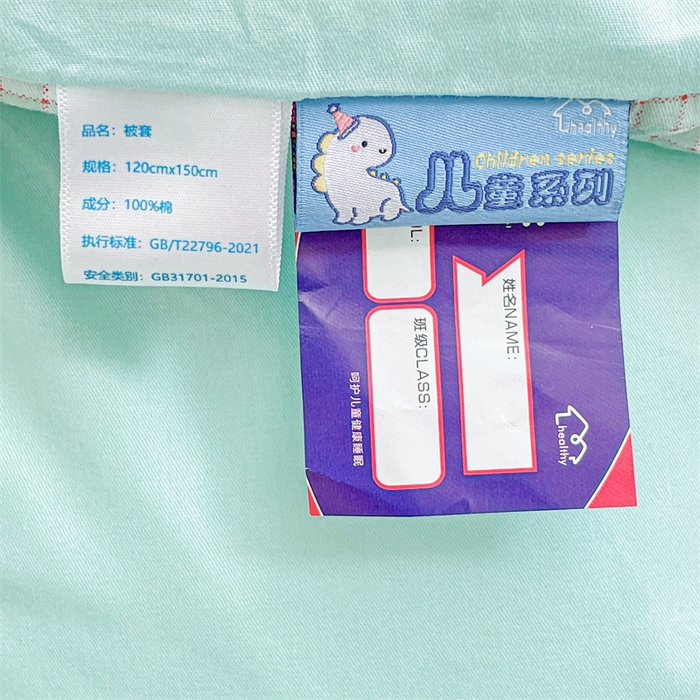 品名：被套
规格：120cmx150cm
成分：100%棉
执行标准：GB/T22796-2021
安全类别：GB31701-2015
healthy
Children series
儿童系列
姓名NAME:
班级CLASS:
呵护儿童健康睡眠
healthy